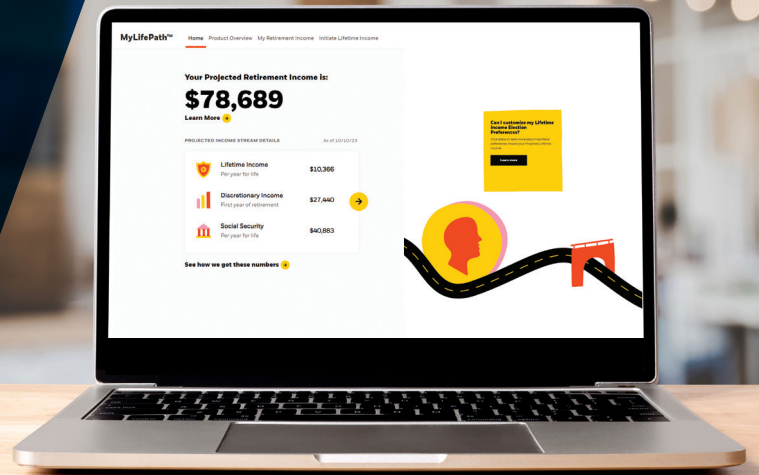 MyLifePath™
Home Product Overview My Retirement Income Initiate Lifetime Income
Your Projected Retirement Income is:
$78,689
Learn More
PROJECTED INCOME STREAM DETAILS As of 10/10/23
Lifetime Income
Per year for life
$10,366
Discretionary Income
First year of retirement
$27,440
Social Security
Per year for life
$40,883
See how we got these numbers
Can I customize my Lifetime
Income Election
Preferences?
Learn more